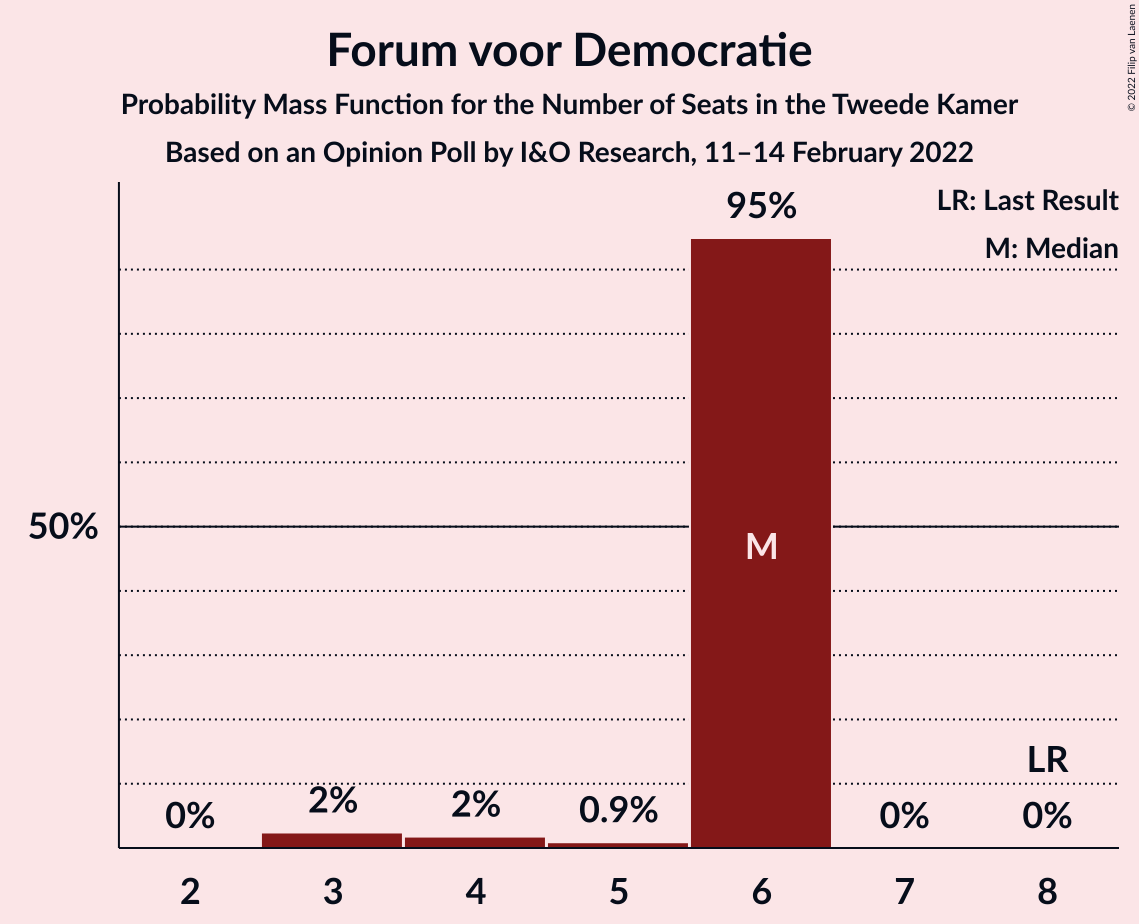 Forum voor Democratie
Probability Mass Function for the Number of Seats in the Tweede Kamer
Based on an Opinion Poll by I&O Research, 11–14 February 2022
© 2022 Filip van Laenen
LR: Last Result
M: Median
95%
50%
M
LR
0%
2%
2%
0.9%
0%
0%
2 3 4 5 6 7 8